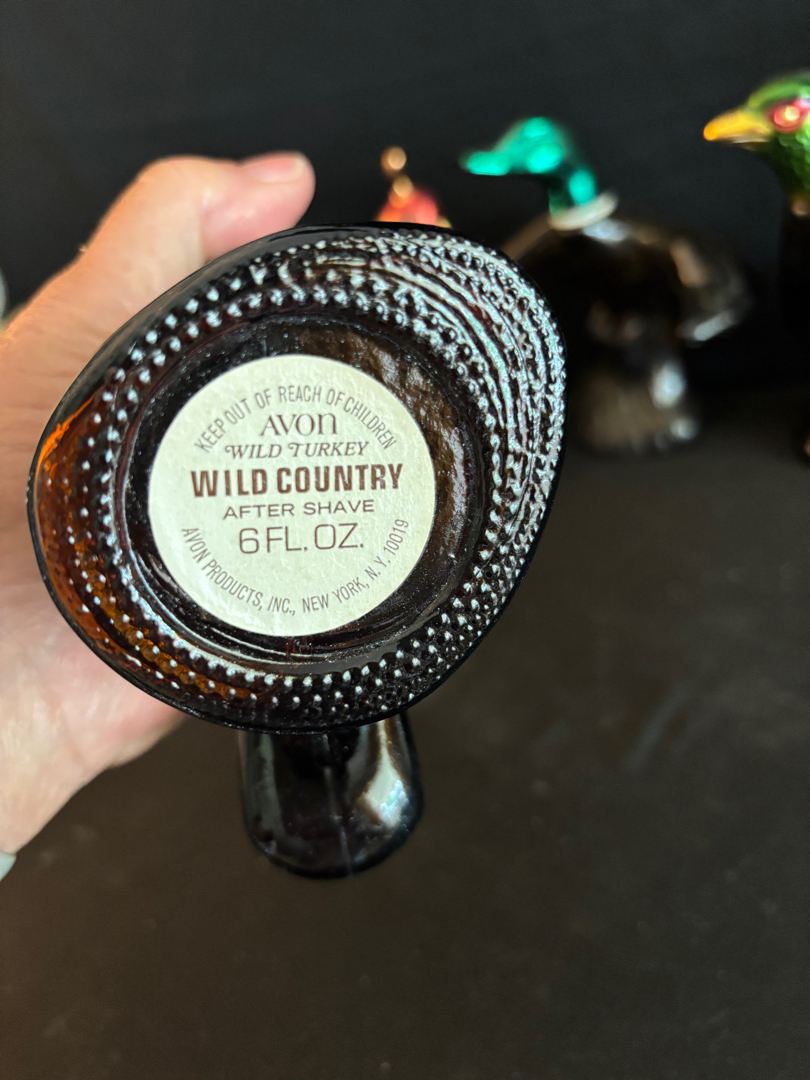 KEEP OUT OF REACH OF CHILDREN
AVON
WILD TURKEY
WILD COUNTRY
AFTER SHAVE
6 FL. OZ.
AVON PRODUCTS, INC., NEW YORK, N.Y. 10019